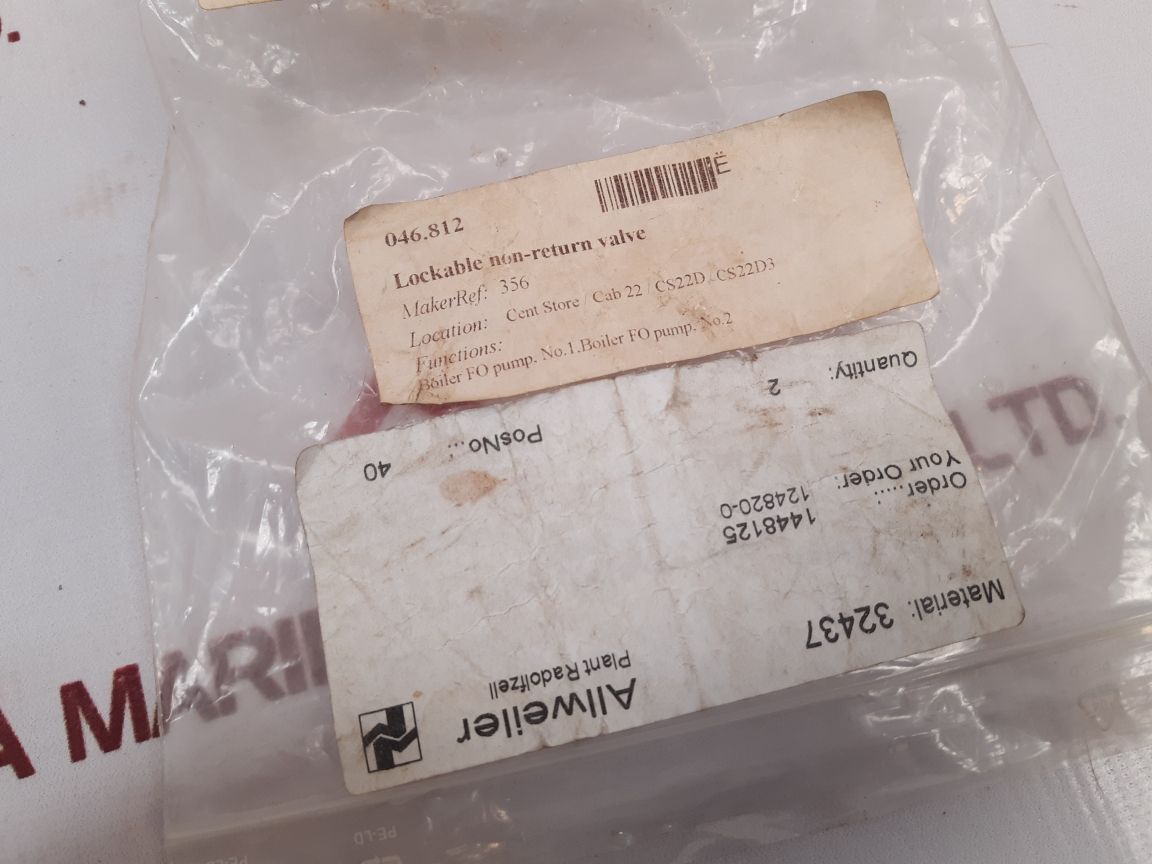 046.812
Ë
Lockable non-return valve
MakerRef: 356
Location: Cent Store / Cab 22 / CS22D CS22D3
Functions:
Boiler FO pump. No.1.Boiler FO pump. No.2
Allweiler
Plant Radolfzell
Material: 32437
Order.....: 1448125
Your Order: 124820-0
PosNo...: 40
Quantity: 2
MARI
LTD.
PE-LD